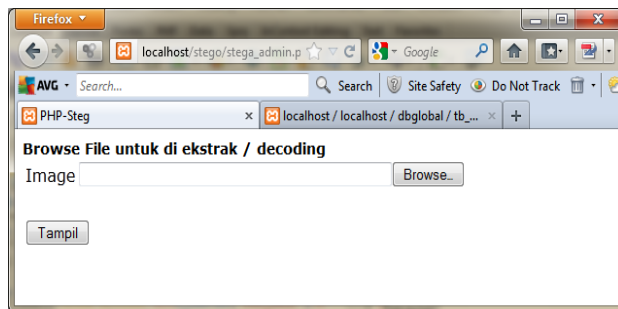 Firefox
localhost/stego/stega_admin.p
Google
AVG
Search...
Search
Site Safety
Do Not Track
PHP-Steg
localhost / localhost / dbglobal / tb_...
Browse File untuk di ekstrak / decoding
Image
Browse..
Tampil